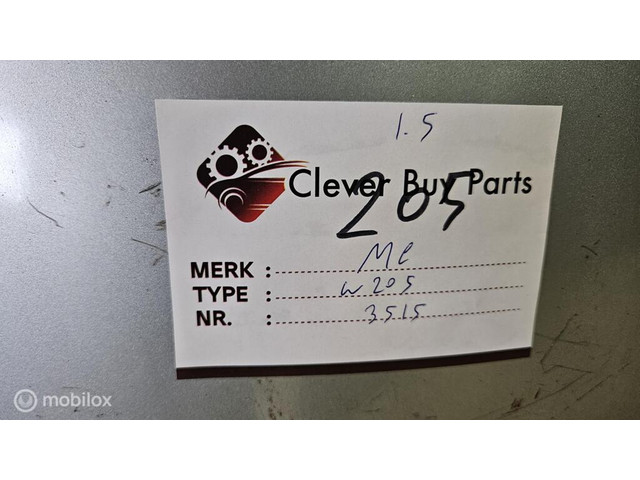 1.5
Clever Buy Parts
205
MERK : MC
TYPE : W205
NR. : 3515
mobilox